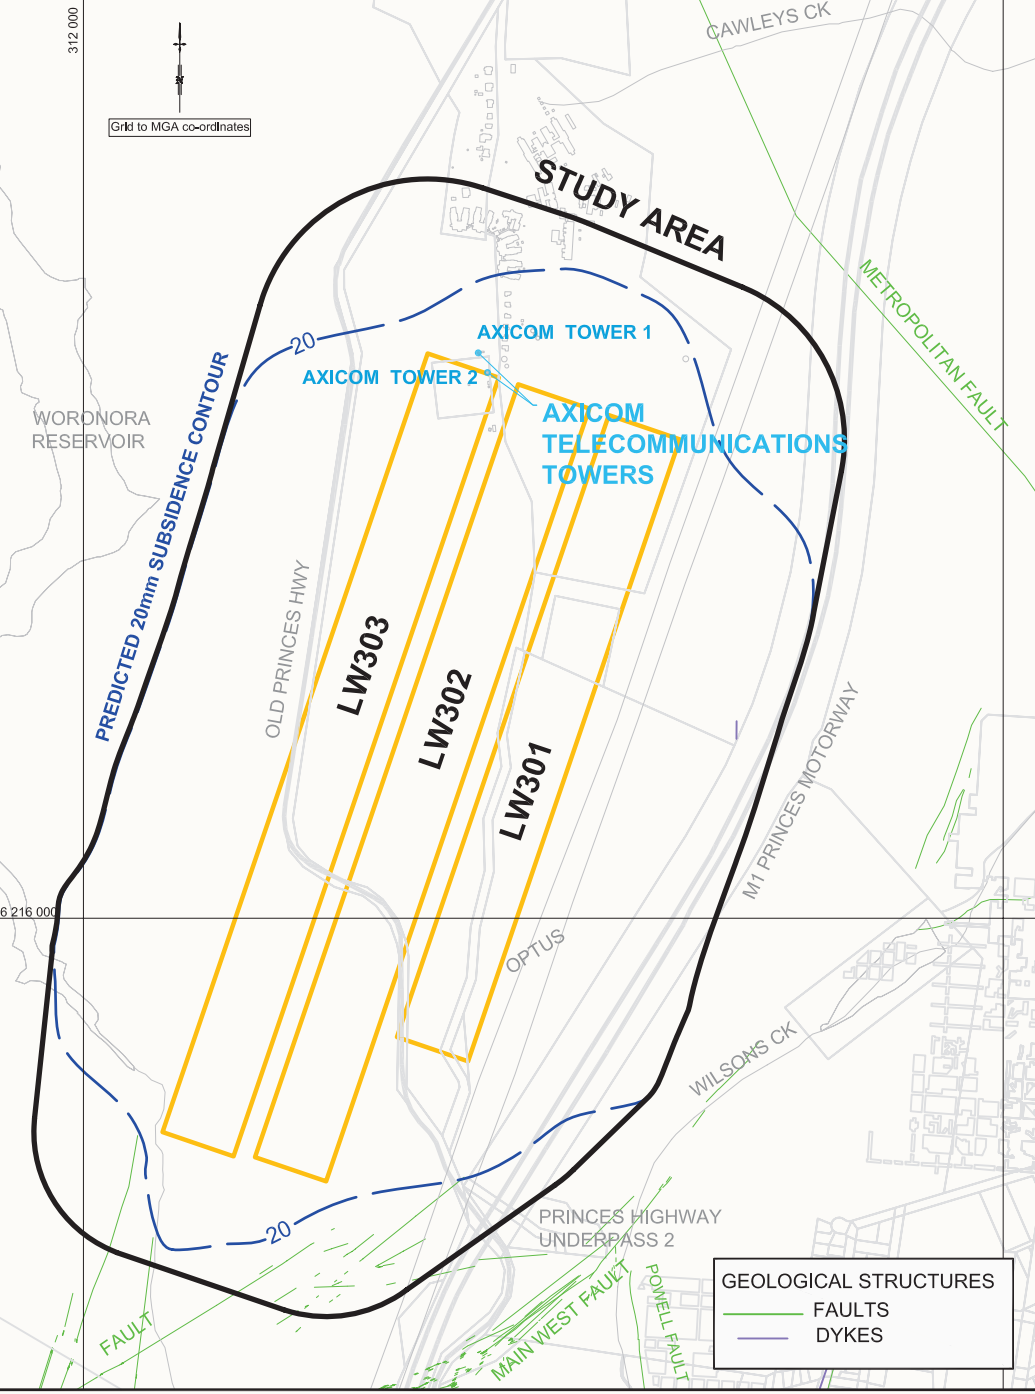 312 000
CAWLEYS CK
N
Grid to MGA co-ordinates
STUDY AREA
METROPOLITAN FAULT
20
AXICOM TOWER 1
AXICOM TOWER 2
AXICOM
TELECOMMUNICATIONS
TOWERS
WORONORA
RESERVOIR
PREDICTED 20mm SUBSIDENCE CONTOUR
OLD PRINCES HWY
LW303
LW302
LW301
M1 PRINCES MOTORWAY
6 216 000
OPTUS
WILSONS CK
20
PRINCES HIGHWAY
UNDERPASS 2
FAULT
MAIN WEST FAULT
POWELL FAULT
GEOLOGICAL STRUCTURES
FAULTS
DYKES